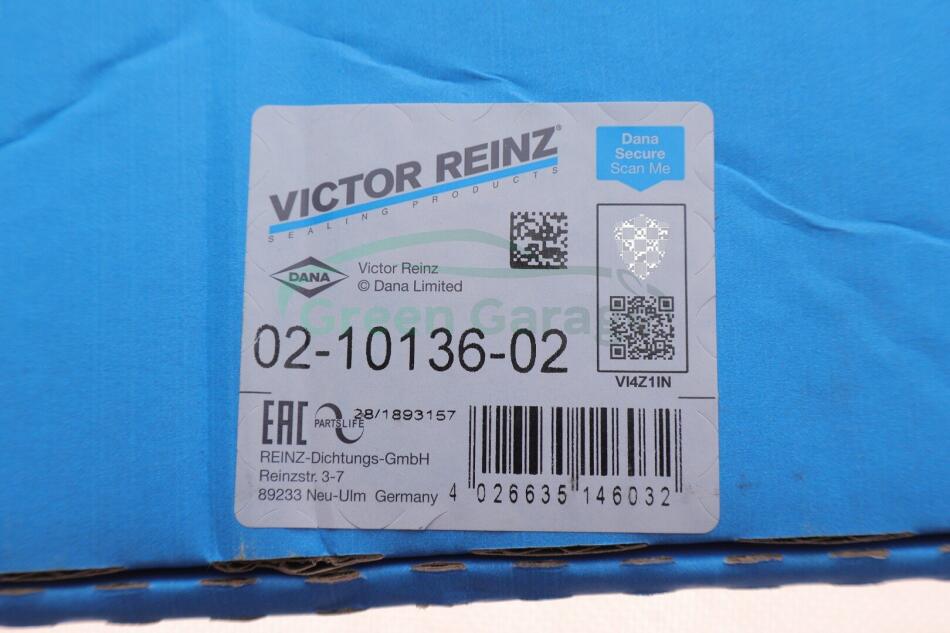 VICTOR REINZ®
SEALING PRODUCTS
Dana
Secure
Scan Me
DANA
Victor Reinz
© Dana Limited
Green Garage
02-10136-02
VI4Z1IN
EAC
PARTSLIFE
28/1893157
REINZ-Dichtungs-GmbH
Reinzstr. 3-7
89233 Neu-Ulm Germany
4 026635 146032